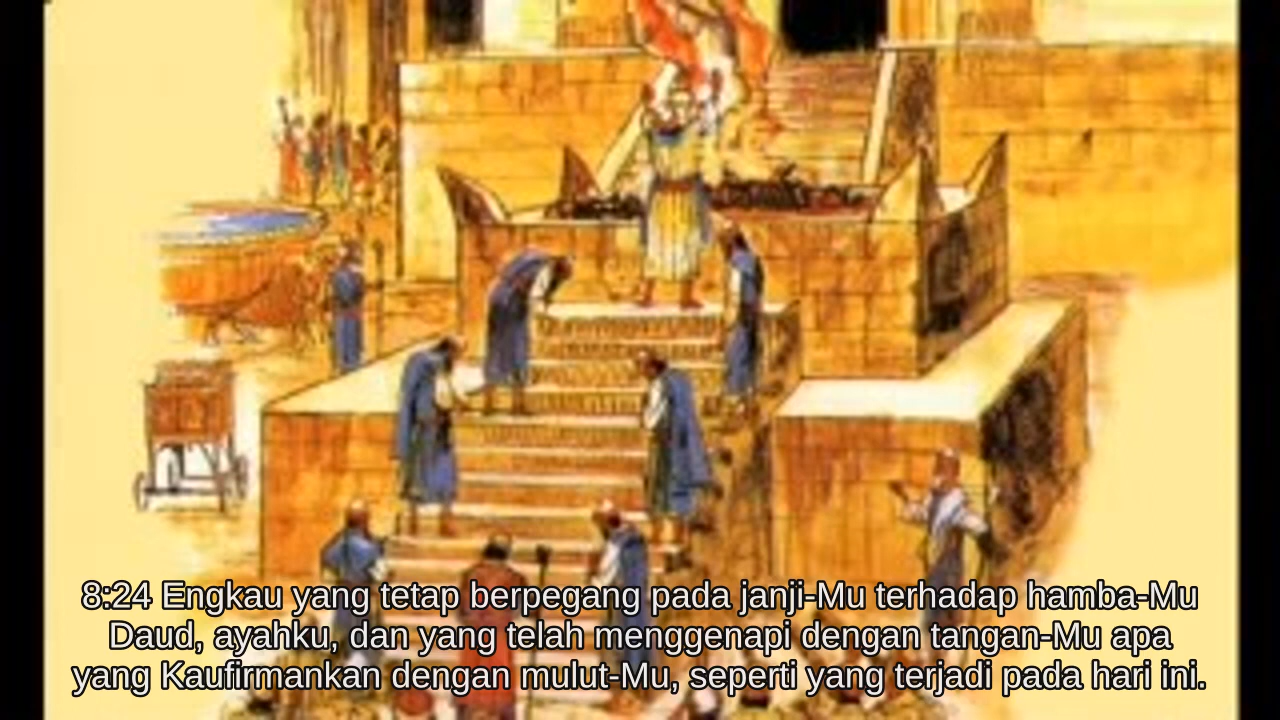 8:24 Engkau yang tetap berpegang pada janji-Mu terhadap hamba-Mu
Daud, ayahku, dan yang telah menggenapi dengan tangan-Mu apa
yang Kaufirmankan dengan mulut-Mu, seperti yang terjadi pada hari ini.